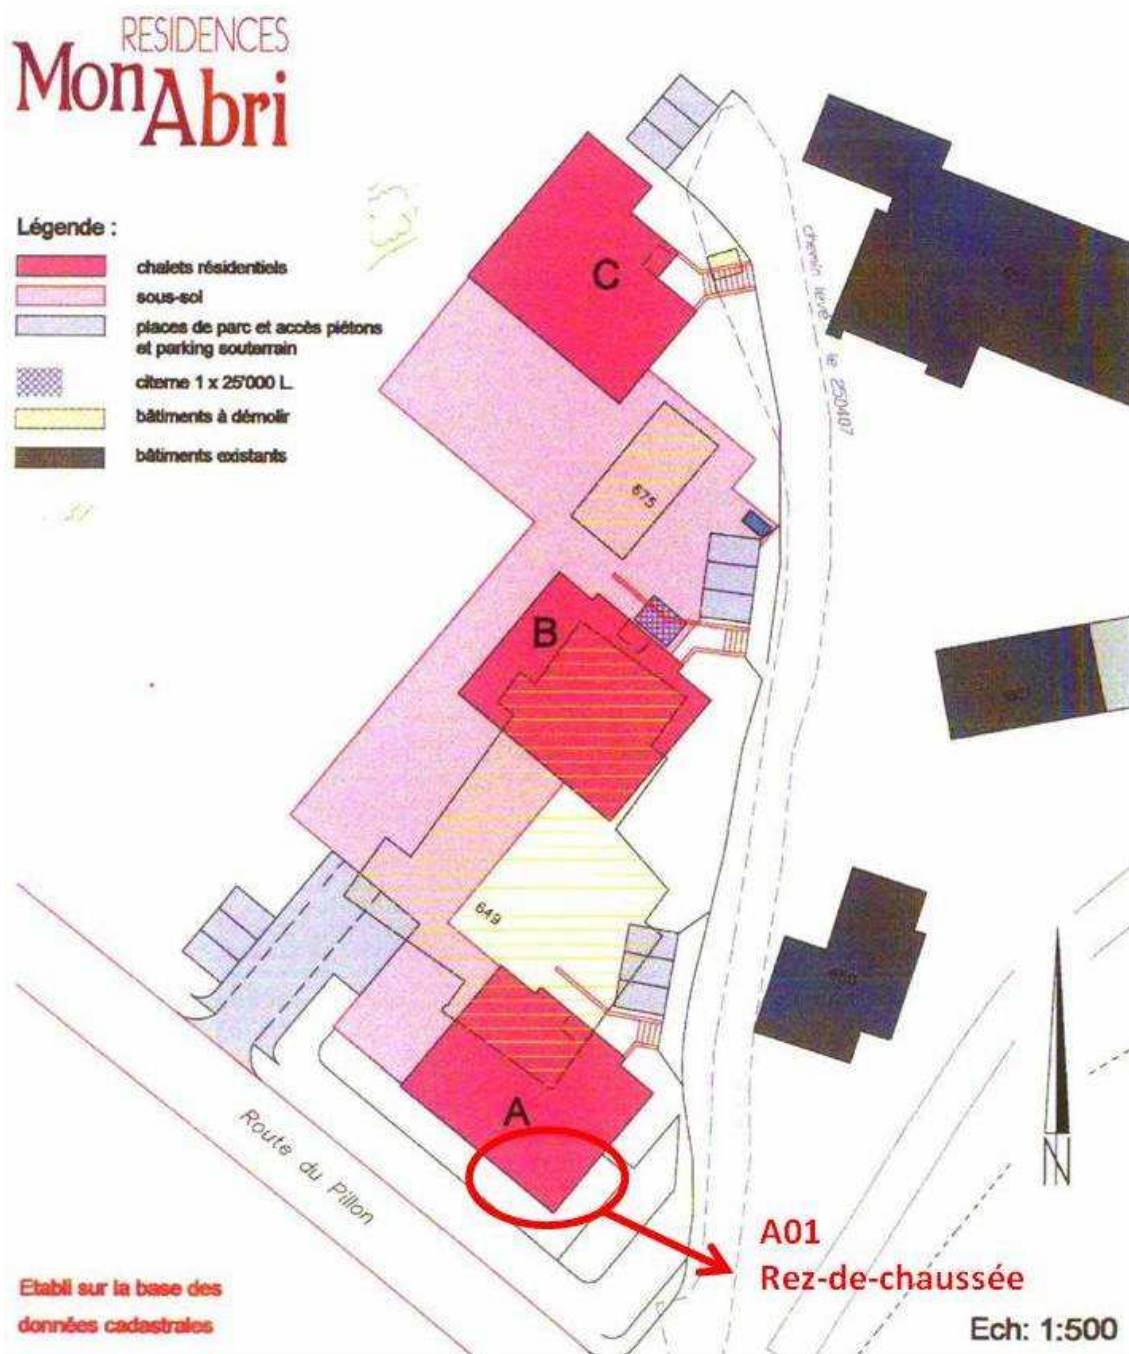 RESIDENCES
MonAbri
Légende :
chalets résidentiels
sous-sol
places de parc et accès piétons
et parking souterrain
citerne 1 x 25'000 L.
bâtiments à démolir
bâtiments existants
C
chemin levé le 250407
675
B
649
A
Route du Pillon
A01
Rez-de-chaussée
N
Etabli sur la base des
données cadastrales
Ech: 1:500